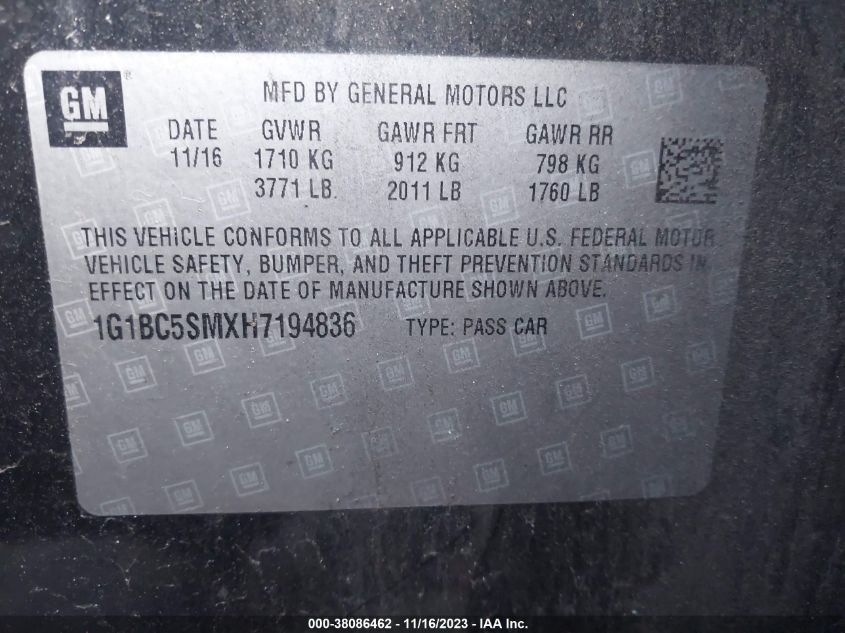 GM
MFD BY GENERAL MOTORS LLC
DATE GVWR GAWR FRT GAWR RR
11/16 1710 KG 912 KG 798 KG
3771 LB. 2011 LB 1760 LB
THIS VEHICLE CONFORMS TO ALL APPLICABLE U.S. FEDERAL MOTOR
VEHICLE SAFETY, BUMPER, AND THEFT PREVENTION STANDARDS IN
EFFECT ON THE DATE OF MANUFACTURE SHOWN ABOVE.
1G1BC5SMXH7194836 TYPE: PASS CAR
000-38086462 - 11/16/2023 - IAA Inc.